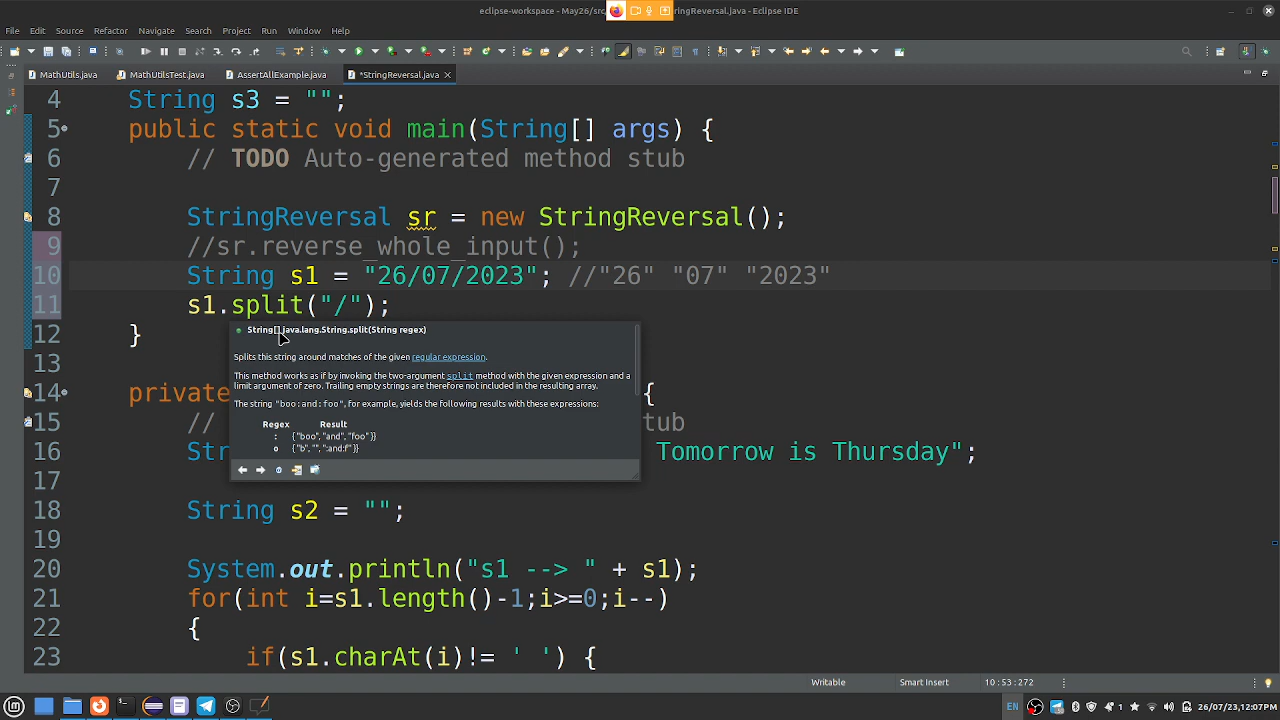 eclipse-workspace - May26/src StringReversal.java - Eclipse IDE
File Edit Source Refactor Navigate Search Project Run Window Help
MathUtils.java MathUtilsTest.java AssertAllExample.java *StringReversal.java
4 String s3 = "";
5 public static void main(String[] args) {
6 // TODO Auto-generated method stub
7
8 StringReversal sr = new StringReversal();
9 //sr.reverse_whole_input();
10 String s1 = "26/07/2023"; //"26" "07" "2023"
11 s1.split("/");
12 }
13
String[] java.lang.String.split(String regex)
Splits this string around matches of the given regular expression.
This method works as if by invoking the two-argument split method with the given expression and a
limit argument of zero. Trailing empty strings are therefore not included in the resulting array.
The string "boo:and:foo", for example, yields the following results with these expressions:
Regex Result
: {"boo","and","foo"}}
o {"b","",":and:f"}}
14 private {
15 // tub
16 Str Tomorrow is Thursday";
17
18 String s2 = "";
19
20 System.out.println("s1 --> " + s1);
21 for(int i=s1.length()-1;i>=0;i--)
22 {
23 if(s1.charAt(i)!= ' ') {
Writable Smart Insert 10:53:272
EN 1 26/07/23,12:07PM